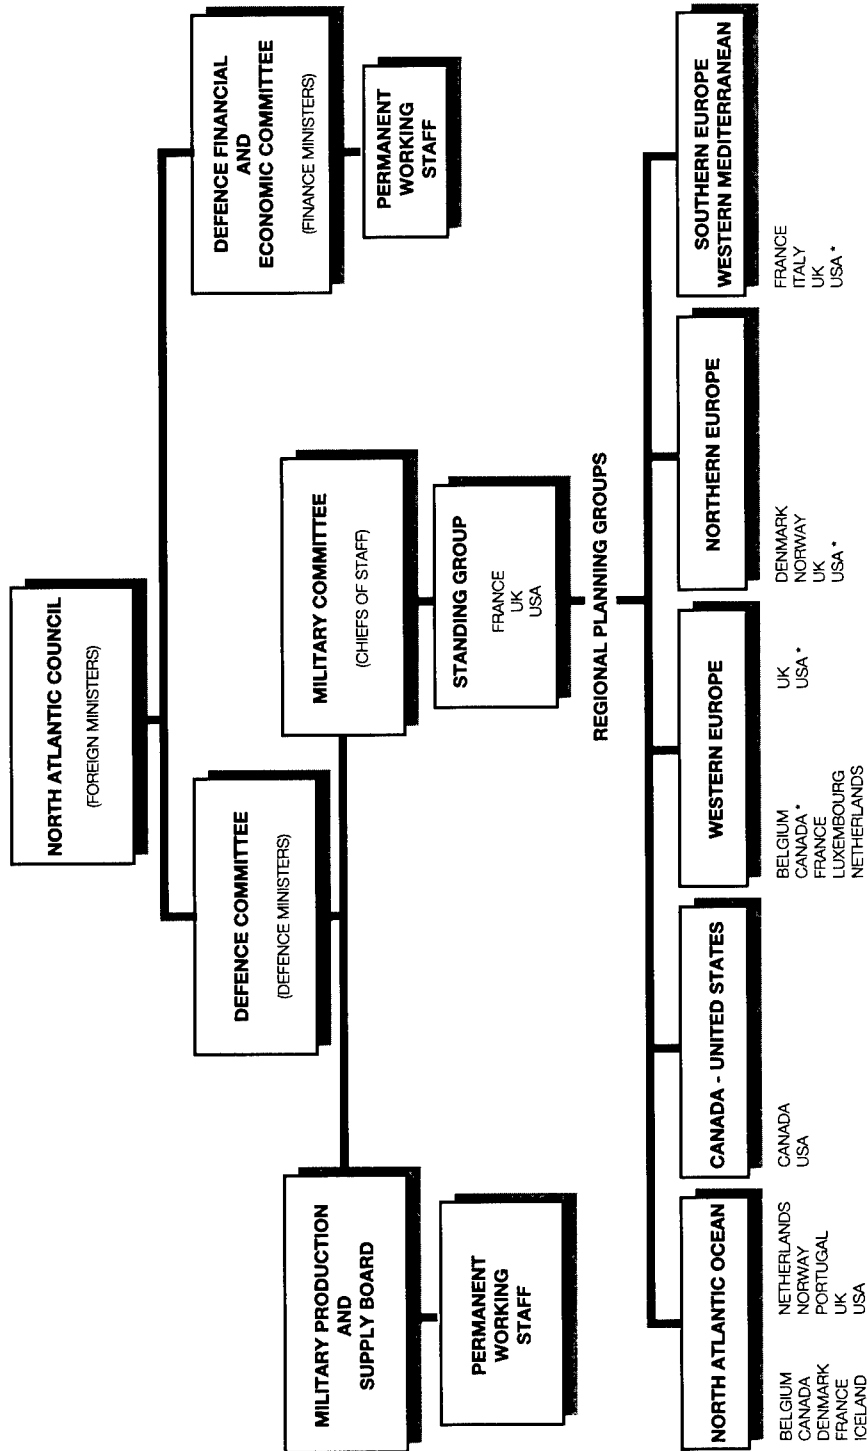 NORTH ATLANTIC COUNCIL
(FOREIGN MINISTERS)
DEFENCE COMMITTEE
(DEFENCE MINISTERS)
DEFENCE FINANCIAL
AND
ECONOMIC COMMITTEE
(FINANCE MINISTERS)
PERMANENT
WORKING
STAFF
MILITARY PRODUCTION
AND
SUPPLY BOARD
PERMANENT
WORKING
STAFF
MILITARY COMMITTEE
(CHIEFS OF STAFF)
STANDING GROUP
FRANCE
UK
USA
REGIONAL PLANNING GROUPS
NORTH ATLANTIC OCEAN
BELGIUM
CANADA
DENMARK
FRANCE
ICELAND
NETHERLANDS
NORWAY
PORTUGAL
UK
USA
CANADA - UNITED STATES
CANADA
USA
WESTERN EUROPE
BELGIUM
CANADA *
FRANCE
LUXEMBOURG
NETHERLANDS
UK
USA *
NORTHERN EUROPE
DENMARK
NORWAY
UK
USA *
SOUTHERN EUROPE
WESTERN MEDITERRANEAN
FRANCE
ITALY
UK
USA *